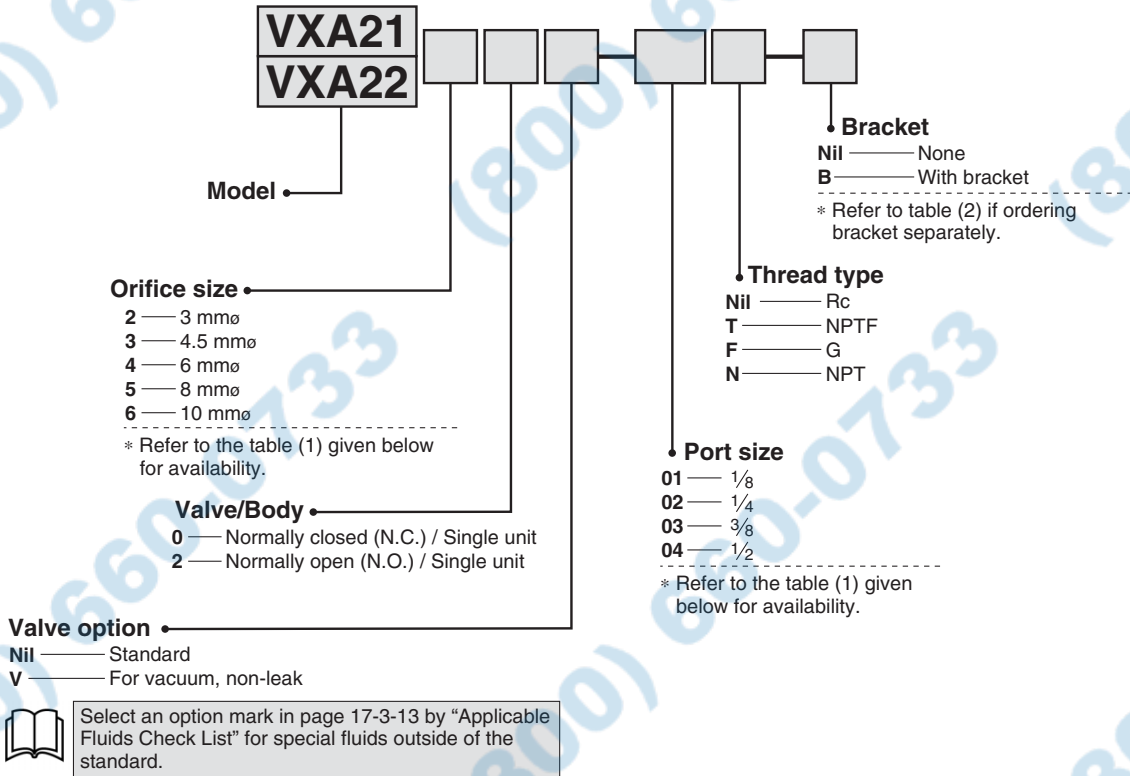 VXA21
VXA22
Model
Bracket
Nil — None
B — With bracket
* Refer to table (2) if ordering
bracket separately.
Thread type
Nil — Rc
T — NPTF
F — G
N — NPT
Orifice size
2 — 3 mmø
3 — 4.5 mmø
4 — 6 mmø
5 — 8 mmø
6 — 10 mmø
* Refer to the table (1) given below
for availability.
Port size
01 — 1/8
02 — 1/4
03 — 3/8
04 — 1/2
* Refer to the table (1) given
below for availability.
Valve/Body
0 — Normally closed (N.C.) / Single unit
2 — Normally open (N.O.) / Single unit
Valve option
Nil — Standard
V — For vacuum, non-leak
Select an option mark in page 17-3-13 by “Applicable
Fluids Check List” for special fluids outside of the
standard.
(800) 660-0733